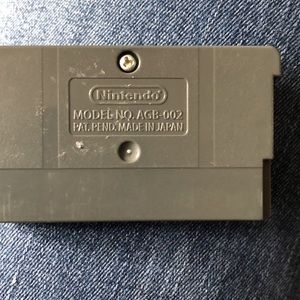 Nintendo
MODEL NO. AGB-002
PAT. PEND. MADE IN JAPAN